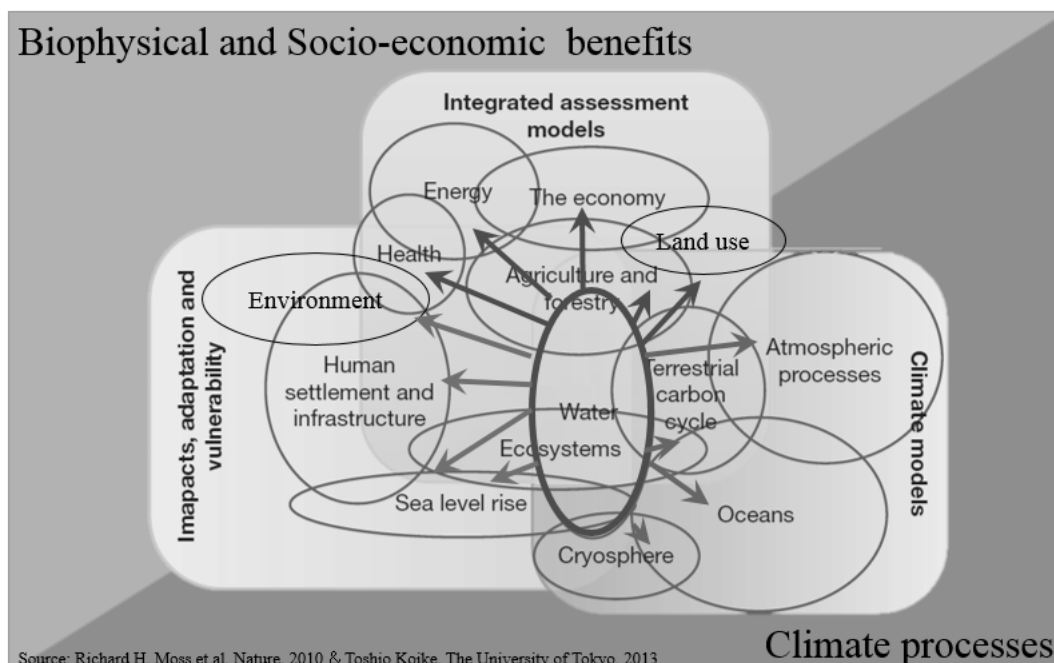 Biophysical and Socio-economic benefits
Integrated assessment
models
Energy
The economy
Land use
Health
Agriculture and
forestry
Environment
Imapacts, adaptation and
vulnerability
Human
settlement and
infrastructure
Terrestrial
carbon
cycle
Atmospheric
processes
Climate models
Water
Ecosystems
Sea level rise
Oceans
Cryosphere
Climate processes
Source: Richard H. Moss et al. Nature, 2010 & Toshio Koike, The University of Tokyo, 2013